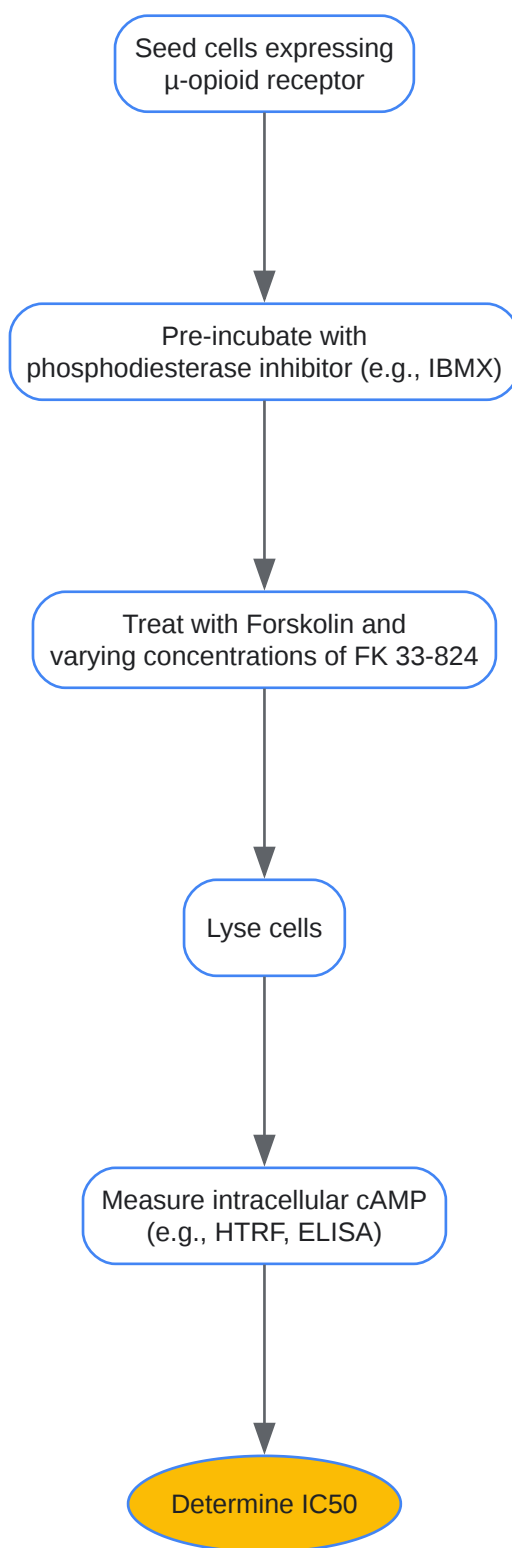 Seed cells expressing
µ-opioid receptor
Pre-incubate with
phosphodiesterase inhibitor (e.g., IBMX)
Treat with Forskolin and
varying concentrations of FK 33-824
Lyse cells
Measure intracellular cAMP
(e.g., HTRF, ELISA)
Determine IC50